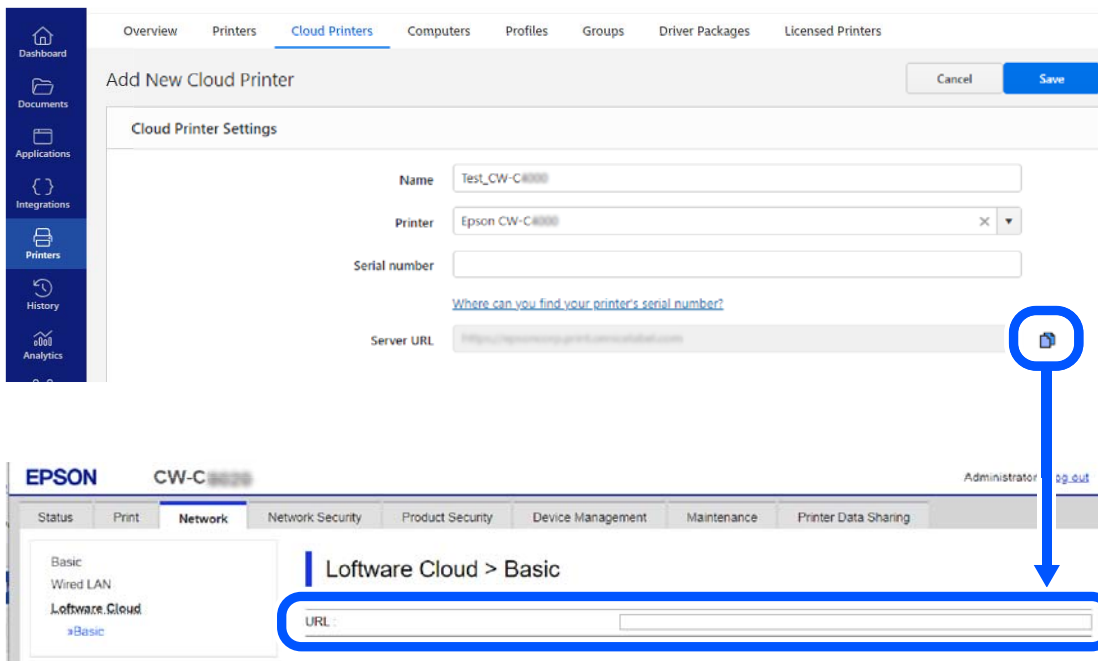 Overview Printers Cloud Printers Computers Profiles Groups Driver Packages Licensed Printers
Dashboard
Documents
Applications
Integrations
Printers
History
Analytics
Add New Cloud Printer
Cancel Save
Cloud Printer Settings
Name Test_CW-C
Printer Epson CW-C
Serial number
Where can you find your printer's serial number?
Server URL
EPSON CW-C
Administrator
Status Print Network Network Security Product Security Device Management Maintenance Printer Data Sharing
Basic
Wired LAN
Loftware Cloud
»Basic
Loftware Cloud > Basic
URL :